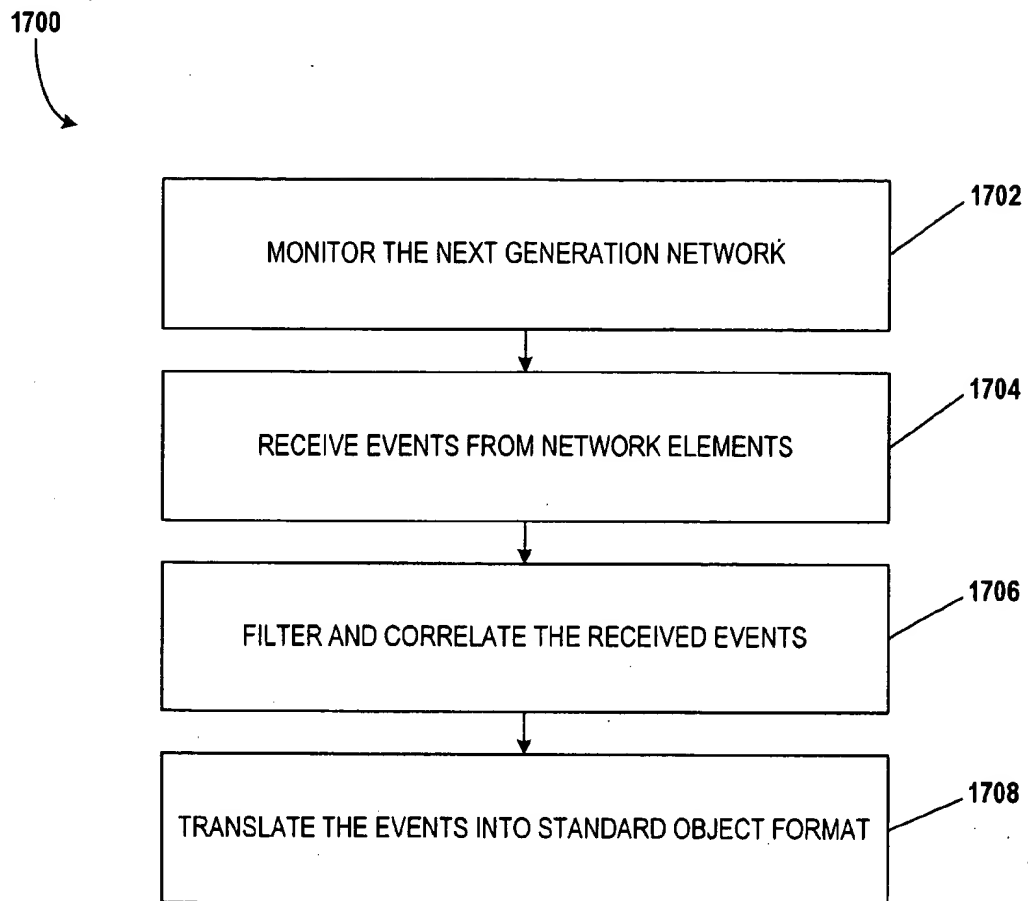 1700
1702
MONITOR THE NEXT GENERATION NETWORK
1704
RECEIVE EVENTS FROM NETWORK ELEMENTS
1706
FILTER AND CORRELATE THE RECEIVED EVENTS
1708
TRANSLATE THE EVENTS INTO STANDARD OBJECT FORMAT